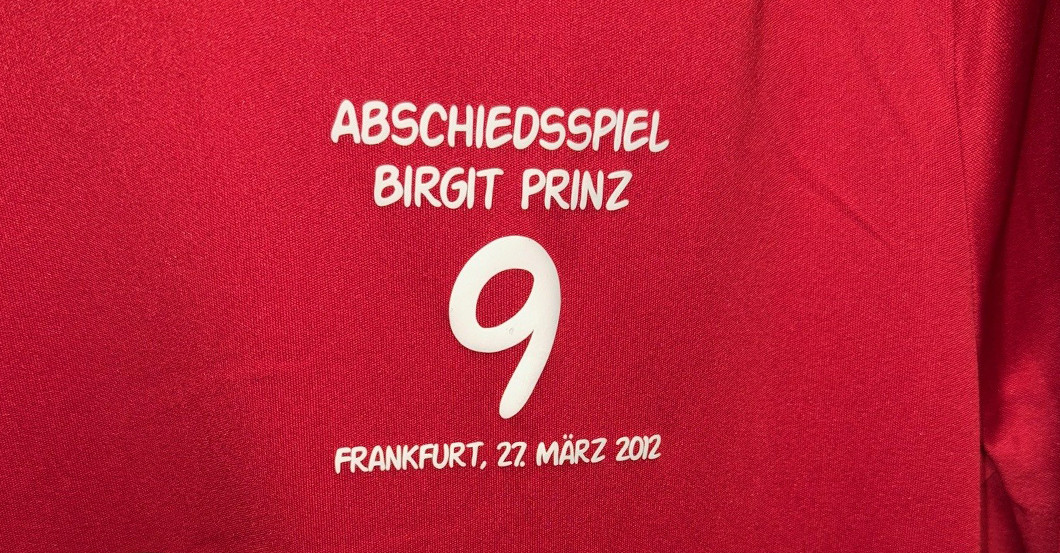 ABSCHIEDSSPIEL
BIRGIT PRINZ
9
FRANKFURT, 27. MÄRZ 2012